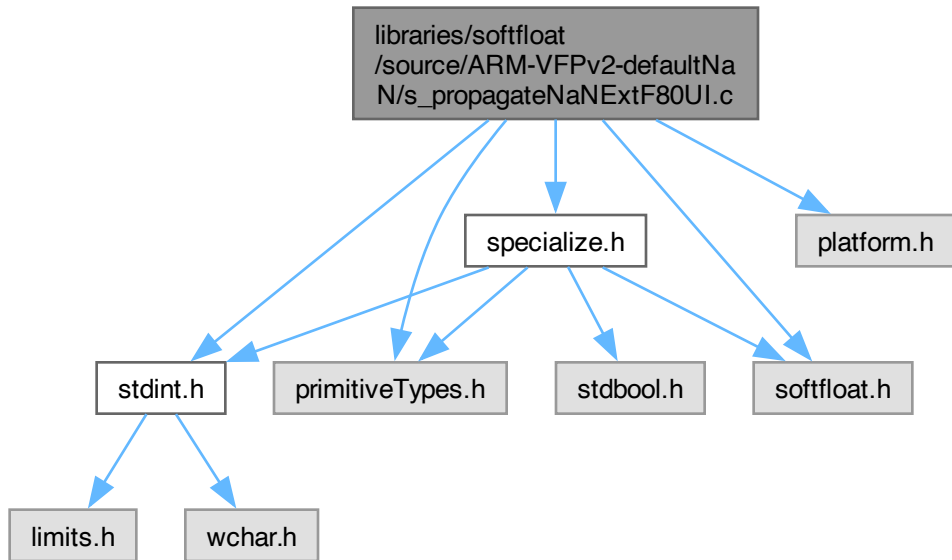 libraries/softfloat
/source/ARM-VFPv2-defaultNa
N/s_propagateNaNExtF80UI.c
specialize.h
platform.h
stdint.h
primitiveTypes.h
stdbool.h
softfloat.h
limits.h
wchar.h